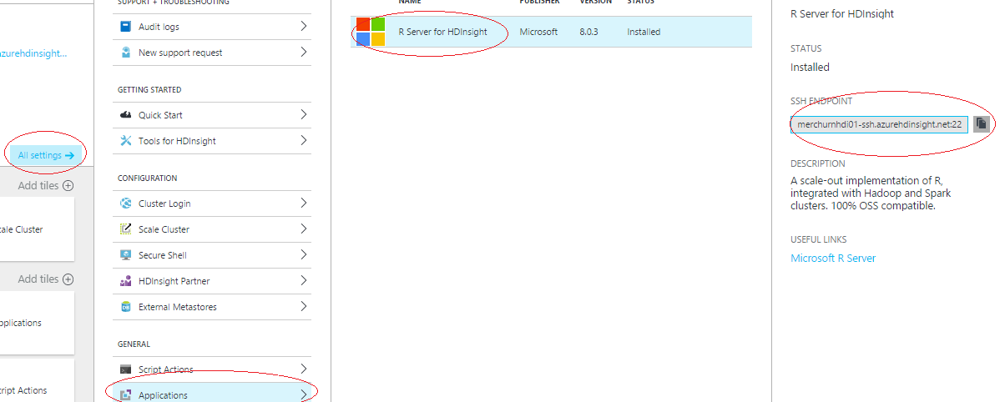 azurehdinsight...
All settings
Add tiles
Scale Cluster
Add tiles
Applications
Script Actions
SUPPORT + TROUBLESHOOTING
Audit logs
New support request
GETTING STARTED
Quick Start
Tools for HDInsight
CONFIGURATION
Cluster Login
Scale Cluster
Secure Shell
HDInsight Partner
External Metastores
GENERAL
Script Actions
Applications
NAME PUBLISHER VERSION STATUS
R Server for HDInsight Microsoft 8.0.3 Installed
R Server for HDInsight
STATUS
Installed
SSH ENDPOINT
merchurnhdi01-ssh.azurehdinsight.net:22
DESCRIPTION
A scale-out implementation of R,
integrated with Hadoop and Spark
clusters. 100% OSS compatible.
USEFUL LINKS
Microsoft R Server